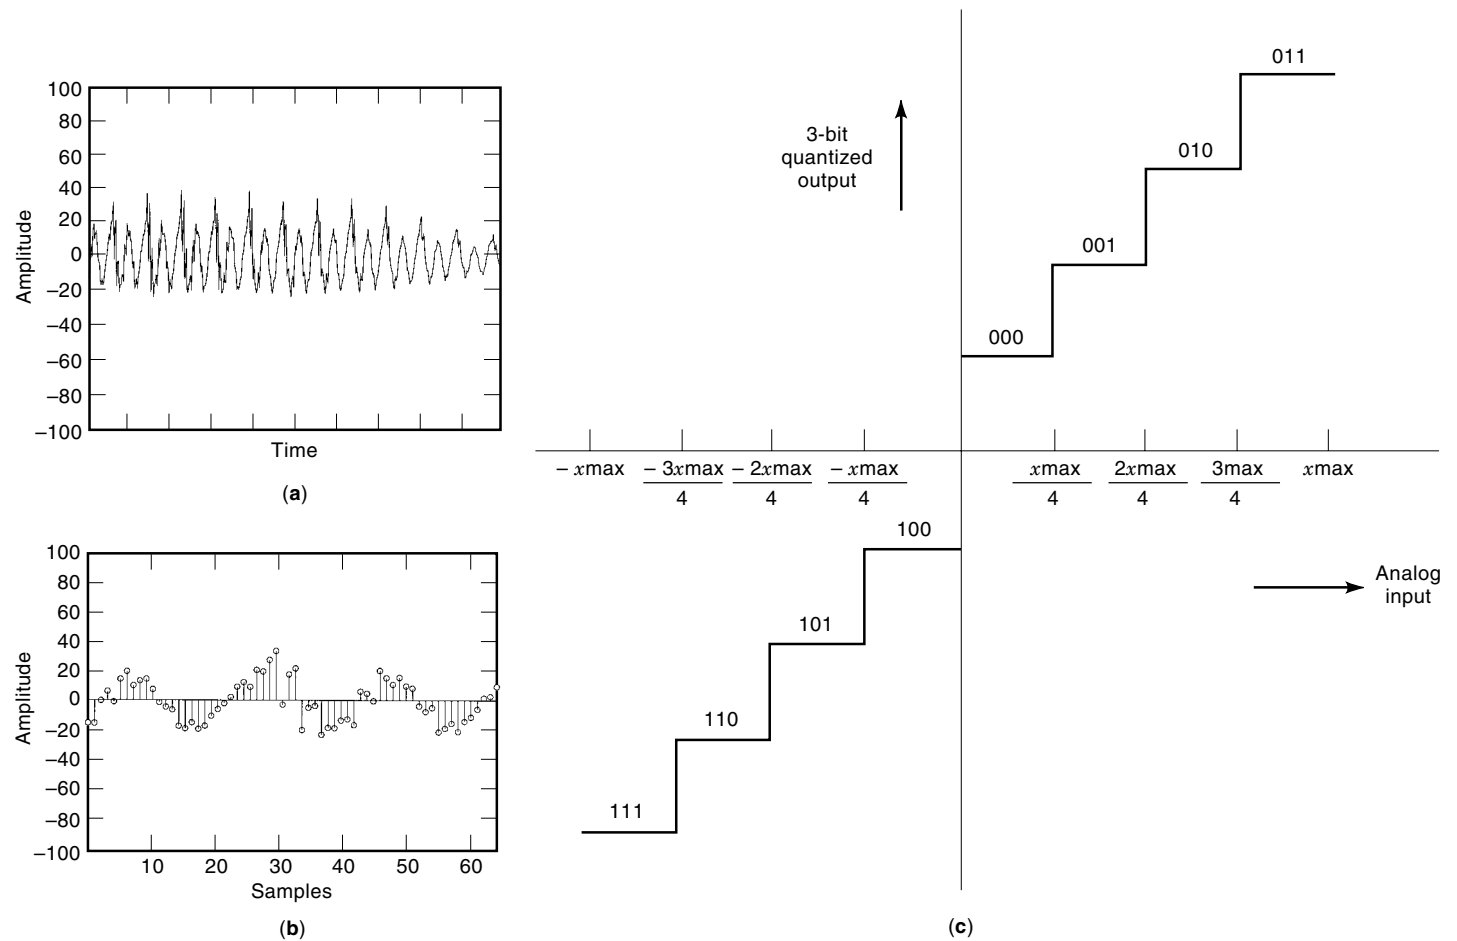 100
80
60
40
20
0
–20
–40
–60
–80
–100
Amplitude
Time
(a)
100
80
60
40
20
0
–20
–40
–60
–80
–100
Amplitude
10 20 30 40 50 60
Samples
(b)
011
010
001
000
3-bit
quantized
output
– xmax – 3xmax – 2xmax – xmax xmax 2xmax 3max xmax
4 4 4 4 4 4
100
101
110
111
Analog
input
(c)